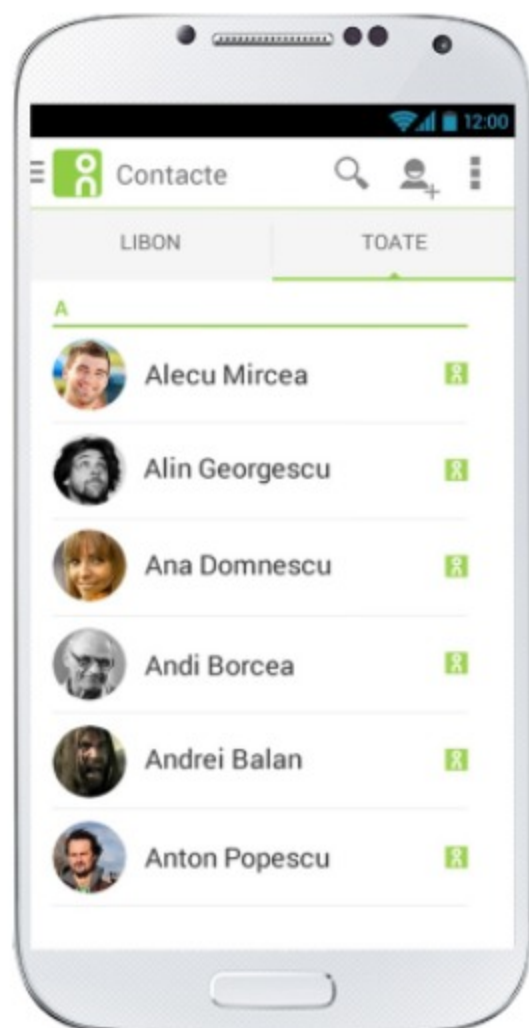 12:00
Contacte
LIBON TOATE
A
Alecu Mircea
Alin Georgescu
Ana Domnescu
Andi Borcea
Andrei Balan
Anton Popescu